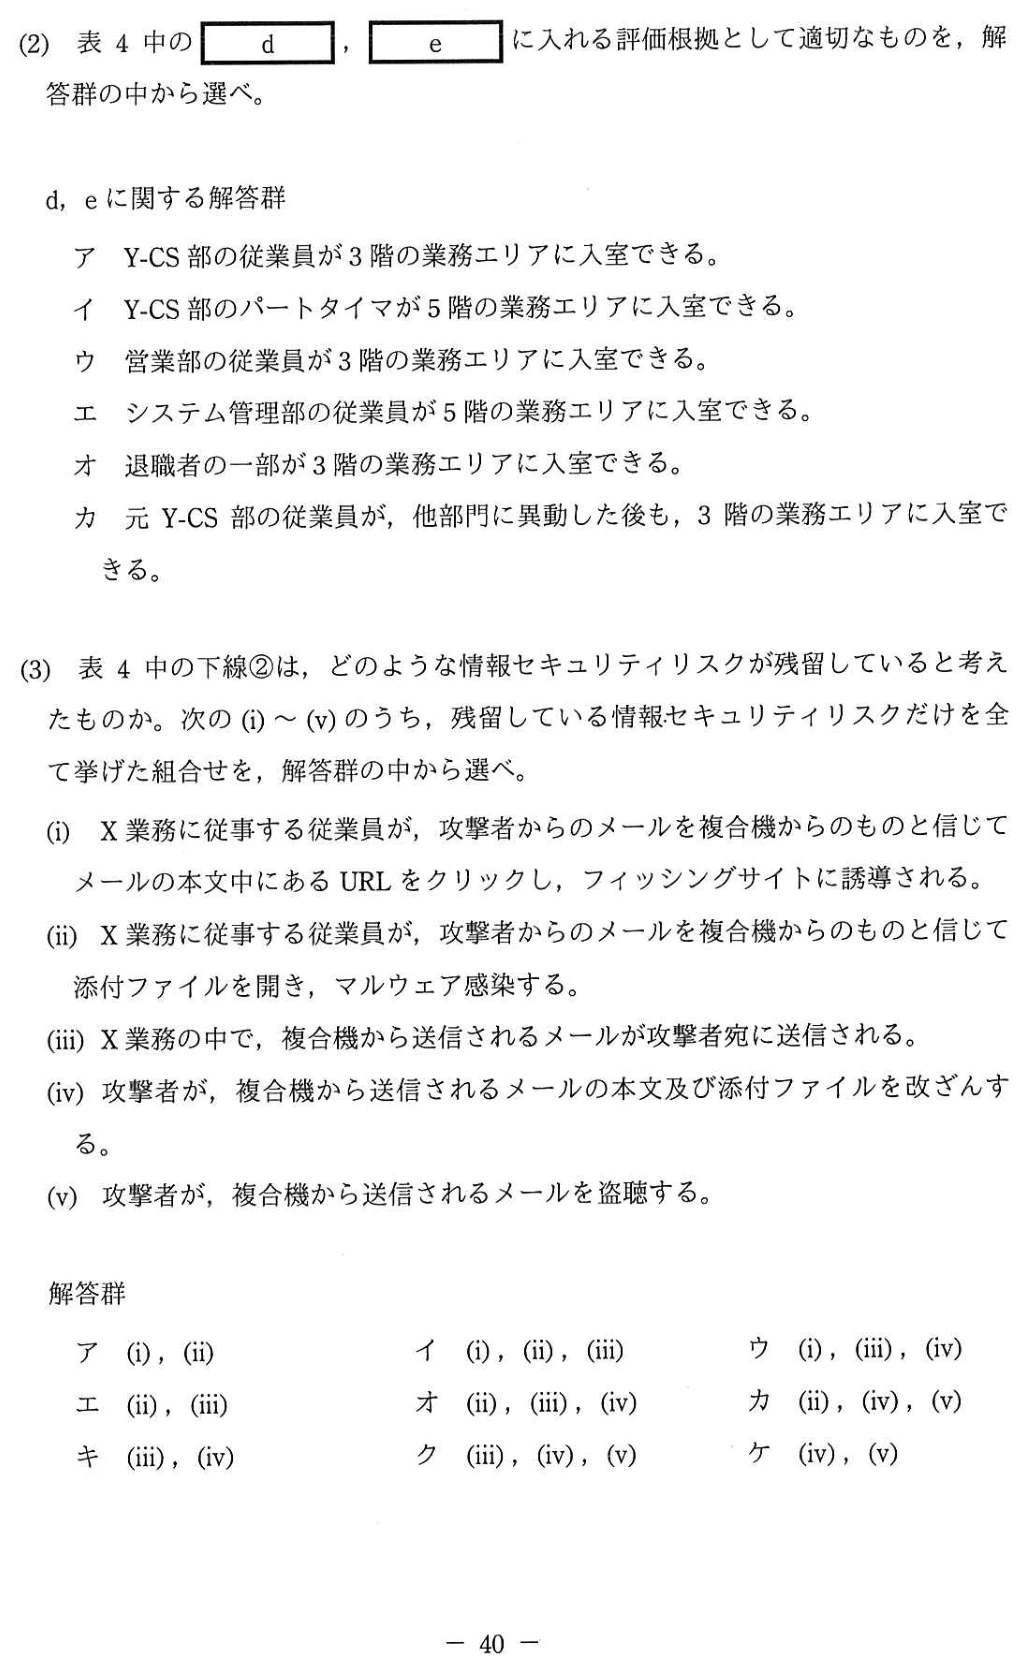 (2) 表 4 中の d ， e に入れる評価根拠として適切なものを，解
答群の中から選べ。
d，e に関する解答群
ア Y-CS 部の従業員が 3 階の業務エリアに入室できる。
イ Y-CS 部のパートタイマが 5 階の業務エリアに入室できる。
ウ 営業部の従業員が 3 階の業務エリアに入室できる。
エ システム管理部の従業員が 5 階の業務エリアに入室できる。
オ 退職者の一部が 3 階の業務エリアに入室できる。
カ 元 Y-CS 部の従業員が，他部門に異動した後も，3 階の業務エリアに入室で
きる。
(3) 表 4 中の下線②は，どのような情報セキュリティリスクが残留していると考え
たものか。次の (i) ～ (v) のうち，残留している情報セキュリティリスクだけを全
て挙げた組合せを，解答群の中から選べ。
(i) X 業務に従事する従業員が，攻撃者からのメールを複合機からのものと信じて
メールの本文中にある URL をクリックし，フィッシングサイトに誘導される。
(ii) X 業務に従事する従業員が，攻撃者からのメールを複合機からのものと信じて
添付ファイルを開き，マルウェア感染する。
(iii) X 業務の中で，複合機から送信されるメールが攻撃者宛に送信される。
(iv) 攻撃者が，複合機から送信されるメールの本文及び添付ファイルを改ざんす
る。
(v) 攻撃者が，複合機から送信されるメールを盗聴する。
解答群
ア (i)，(ii) イ (i)，(ii)，(iii) ウ (i)，(iii)，(iv)
エ (ii)，(iii) オ (ii)，(iii)，(iv) カ (ii)，(iv)，(v)
キ (iii)，(iv) ク (iii)，(iv)，(v) ケ (iv)，(v)
－ 40 －